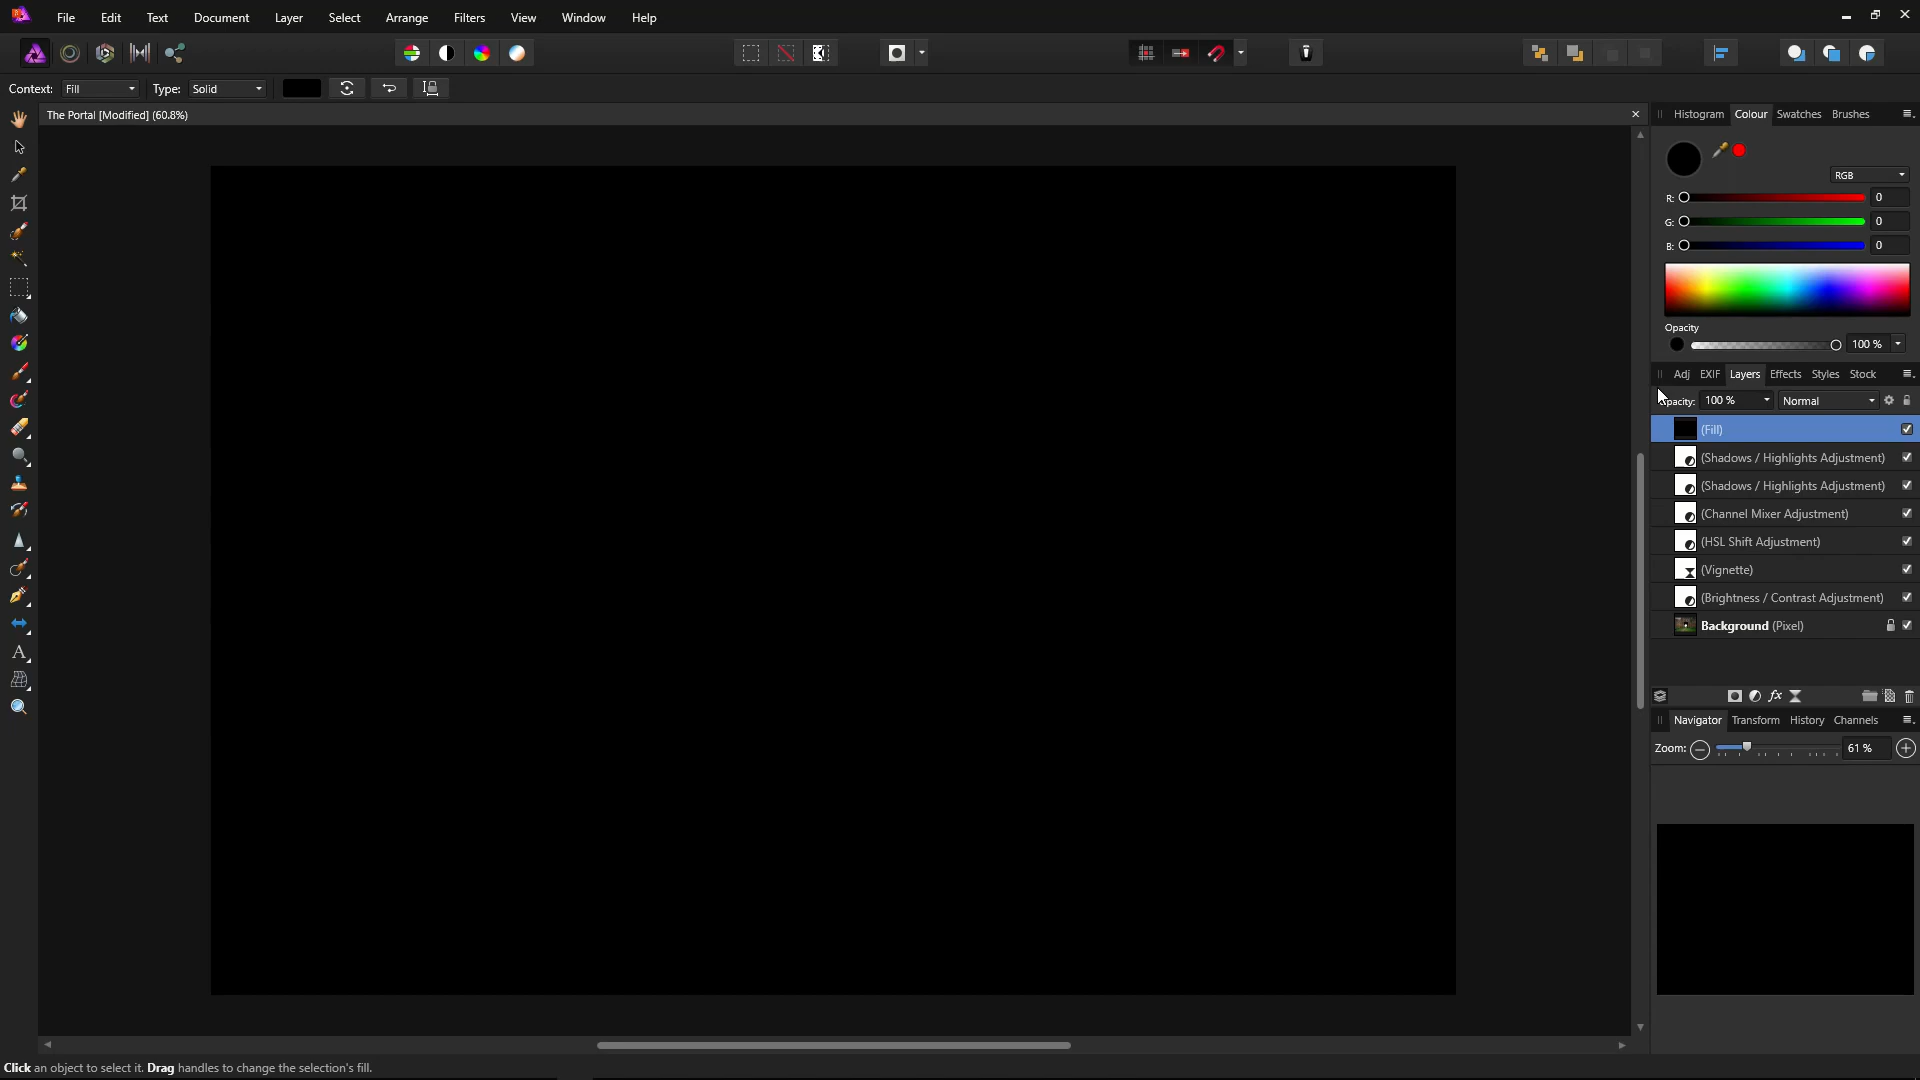 File Edit Text Document Layer Select Arrange Filters View Window Help
Context: Fill Type: Solid
The Portal [Modified] (60.8%)
Histogram Colour Swatches Brushes
RGB
R: 0
G: 0
B: 0
Opacity
100 %
Adj EXIF Layers Effects Styles Stock
pacity: 100 % Normal
(Fill)
(Shadows / Highlights Adjustment)
(Shadows / Highlights Adjustment)
(Channel Mixer Adjustment)
(HSL Shift Adjustment)
(Vignette)
(Brightness / Contrast Adjustment)
Background (Pixel)
fx
Navigator Transform History Channels
Zoom: 61 %
Click an object to select it. Drag handles to change the selection's fill.